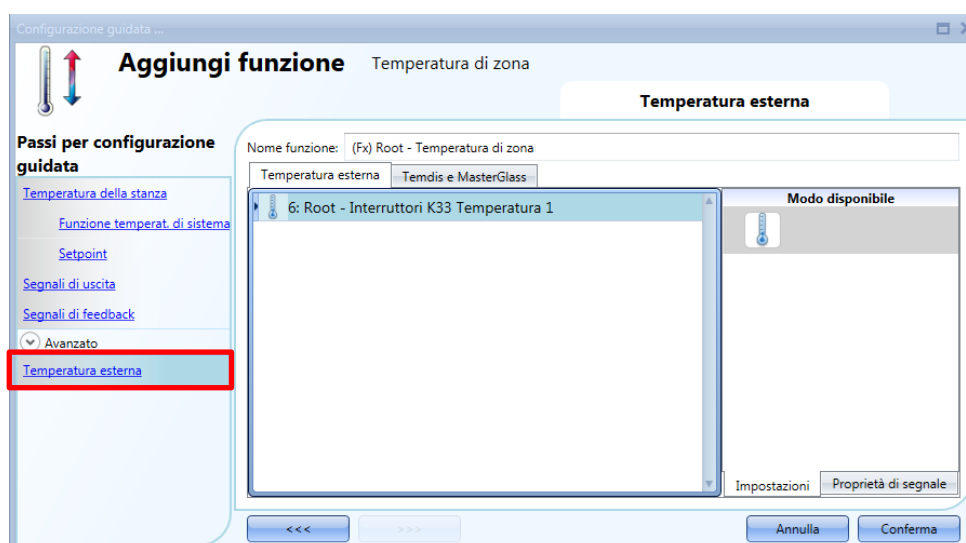 Configurazione guidata ...
Aggiungi funzione Temperatura di zona
Temperatura esterna
Passi per configurazione
guidata
Temperatura della stanza
Funzione temperat. di sistema
Setpoint
Segnali di uscita
Segnali di feedback
Avanzato
Temperatura esterna
Nome funzione: (Fx) Root - Temperatura di zona
Temperatura esterna Temdis e MasterGlass
6: Root - Interruttori K33 Temperatura 1
Modo disponibile
Impostazioni Proprietà di segnale
<<< >>> Annulla Conferma